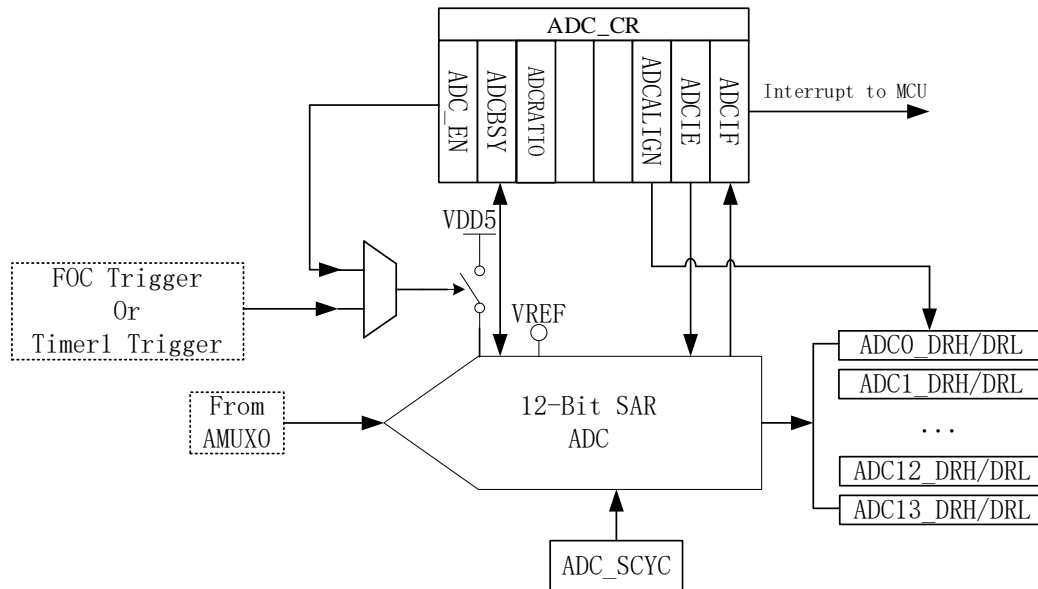 ADC_CR
ADC_EN
ADCBSY
ADCRATIO
ADCALIGN
ADCIE
ADCIF
Interrupt to MCU
VDD5
FOC Trigger
Or
Timer1 Trigger
VREF
ADC0_DRH/DRL
ADC1_DRH/DRL
...
ADC12_DRH/DRL
ADC13_DRH/DRL
From
AMUX0
12-Bit SAR
ADC
ADC_SCYC